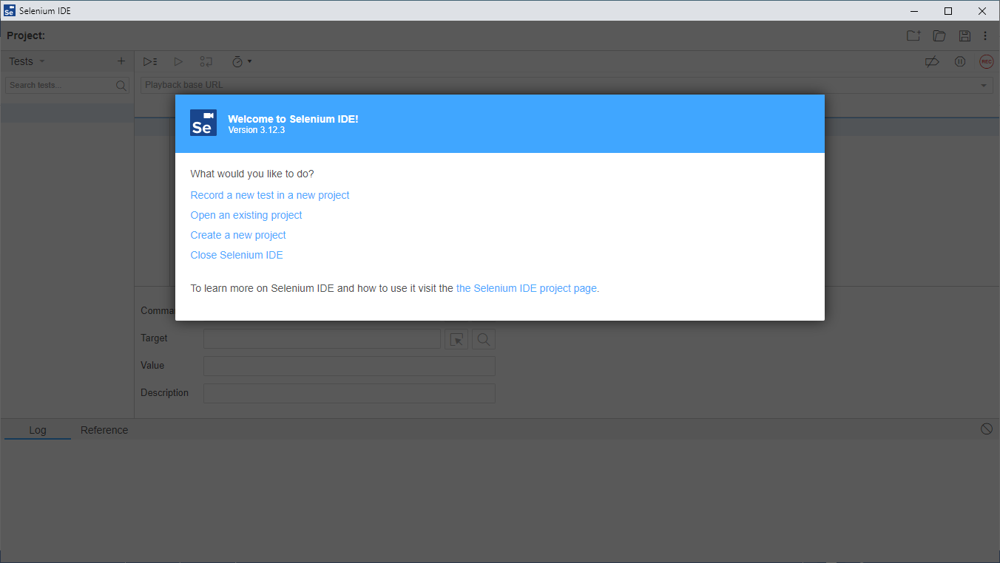 Se Selenium IDE
Project:
Tests
REC
Search tests...
Playback base URL
Se
Welcome to Selenium IDE!
Version 3.12.3
What would you like to do?
Record a new test in a new project
Open an existing project
Create a new project
Close Selenium IDE
To learn more on Selenium IDE and how to use it visit the the Selenium IDE project page.
Comma
Target
Value
Description
Log Reference